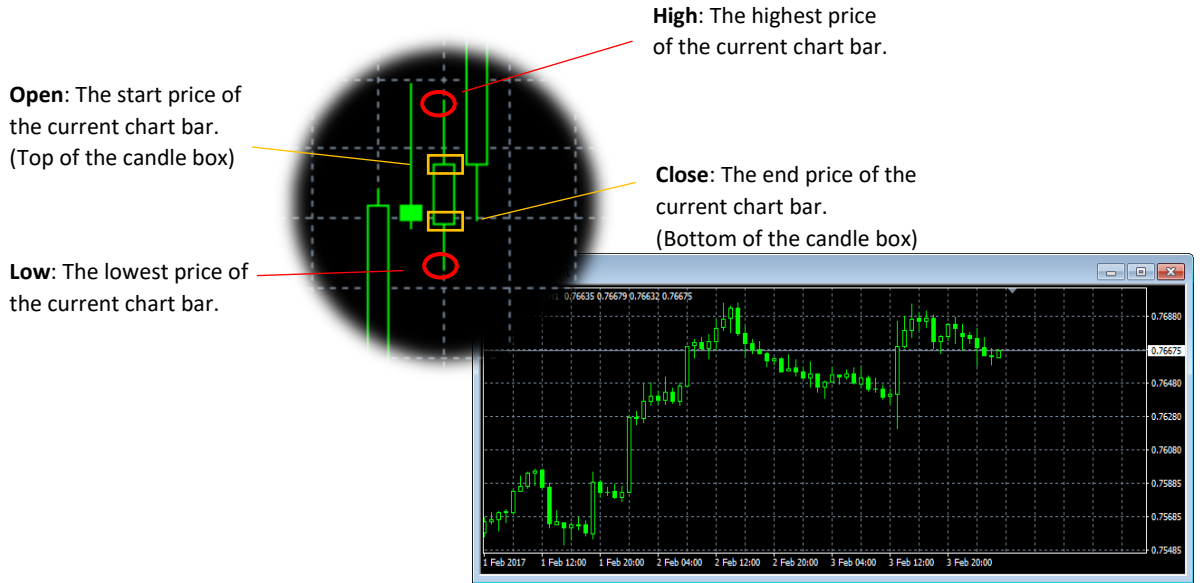 High: The highest price
of the current chart bar.
Open: The start price of
the current chart bar.
(Top of the candle box)
Close: The end price of the
current chart bar.
(Bottom of the candle box)
Low: The lowest price of
the current chart bar.
0.76635 0.76679 0.76632 0.76675
0.76880
0.76675
0.76480
0.76280
0.76080
0.75885
0.75685
0.75485
1 Feb 2017 1 Feb 12:00 1 Feb 20:00 2 Feb 04:00 2 Feb 12:00 2 Feb 20:00 3 Feb 04:00 3 Feb 12:00 3 Feb 20:00